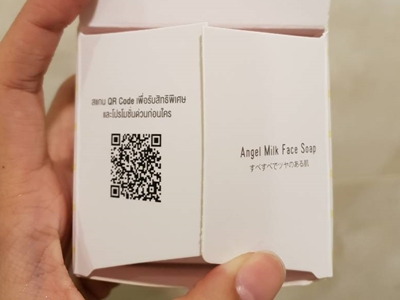 สแกน QR Code เพื่อรับสิทธิพิเศษ
และโปรโมชั่นด่วนก่อนใคร
Angel Milk Face Soap
すべすべでツヤのある肌